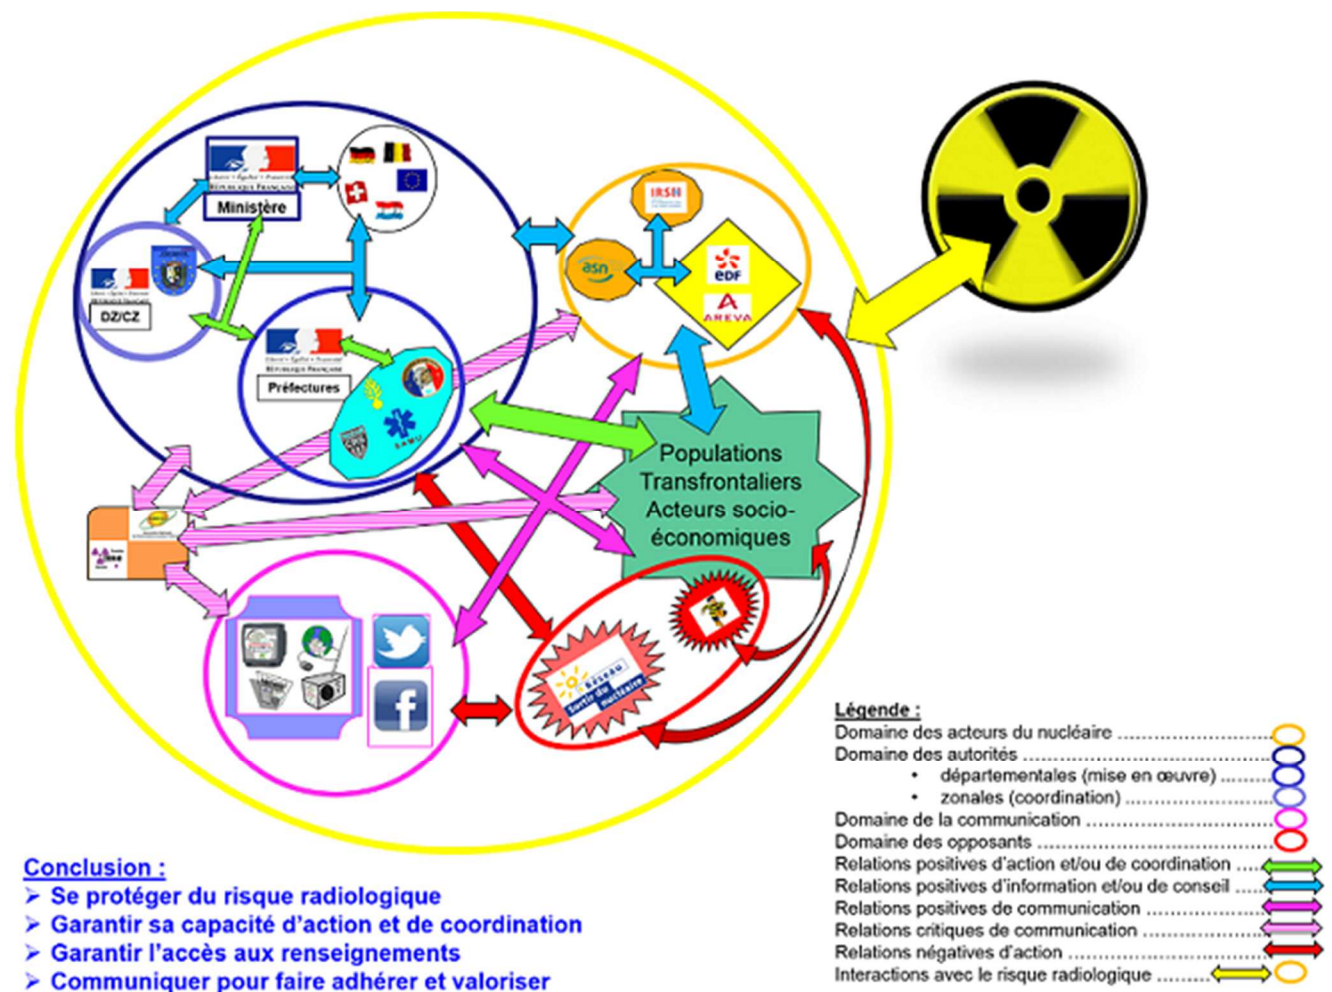 RÉPUBLIQUE FRANÇAISE
Ministère
DZ/CZ
Préfectures
SAMU
IRSN
asn
EDF
AREVA
Populations
Transfrontaliers
Acteurs socio-
économiques
RÉSEAU
Sortir du
nucléaire
f
Légende :
Domaine des acteurs du nucléaire
Domaine des autorités
• départementales (mise en œuvre)
• zonales (coordination)
Domaine de la communication
Domaine des opposants
Relations positives d’action et/ou de coordination
Relations positives d’information et/ou de conseil
Relations positives de communication
Relations critiques de communication
Relations négatives d’action
Interactions avec le risque radiologique
Conclusion :
➢ Se protéger du risque radiologique
➢ Garantir sa capacité d’action et de coordination
➢ Garantir l’accès aux renseignements
➢ Communiquer pour faire adhérer et valoriser